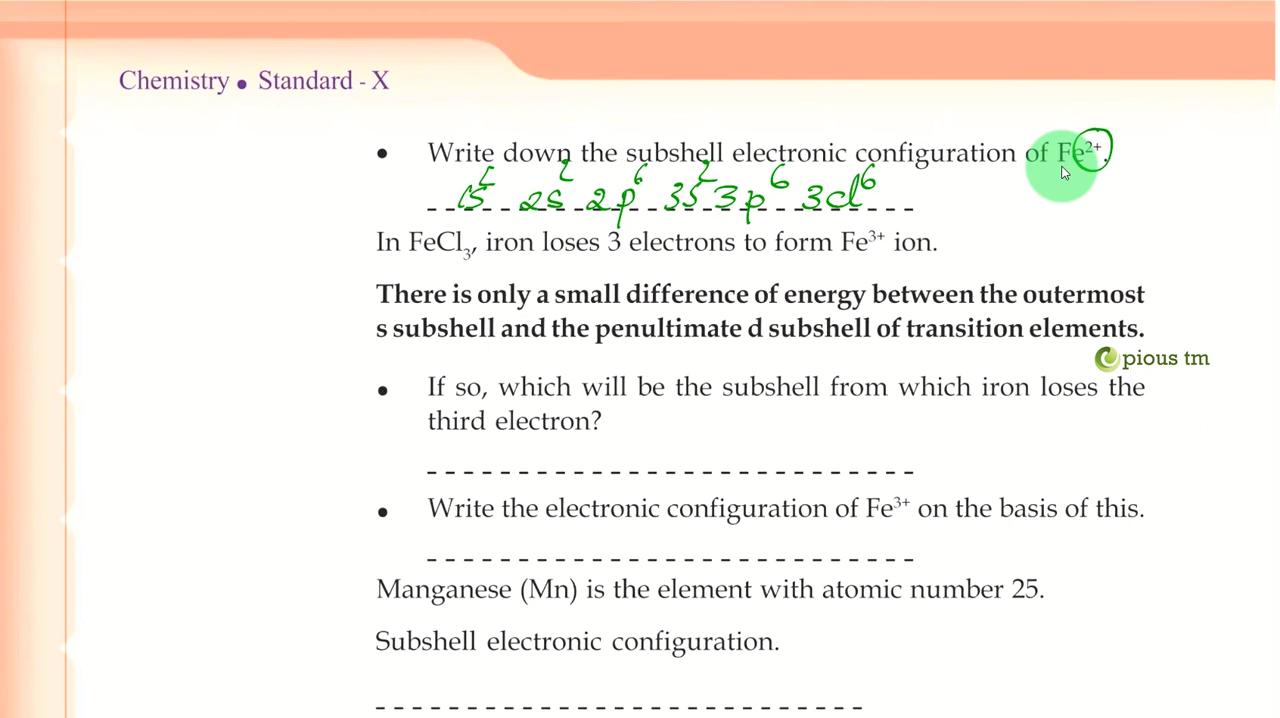 Chemistry • Standard - X
• Write down the subshell electronic configuration of Fe²⁺.
1s² 2s² 2p⁶ 3s² 3p⁶ 3d⁶
In FeCl₃, iron loses 3 electrons to form Fe³⁺ ion.
There is only a small difference of energy between the outermost
s subshell and the penultimate d subshell of transition elements.
pious tm
• If so, which will be the subshell from which iron loses the
third electron?
• Write the electronic configuration of Fe³⁺ on the basis of this.
Manganese (Mn) is the element with atomic number 25.
Subshell electronic configuration.